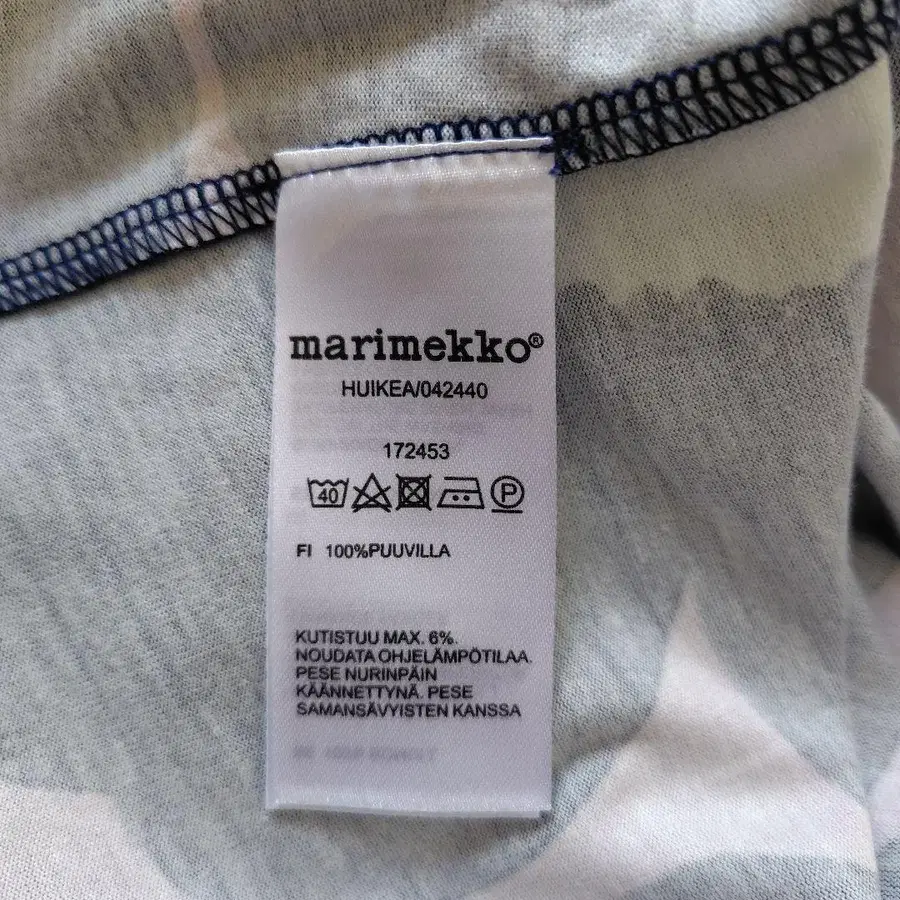 marimekko®
HUIKEA/042440
172453
40 P
FI 100%PUUVILLA
KUTISTUU MAX. 6%.
NOUDATA OHJELÄMPÖTILAA.
PESE NURINPÄIN
KÄÄNNETTYNÄ. PESE
SAMANSÄVYISTEN KANSSA